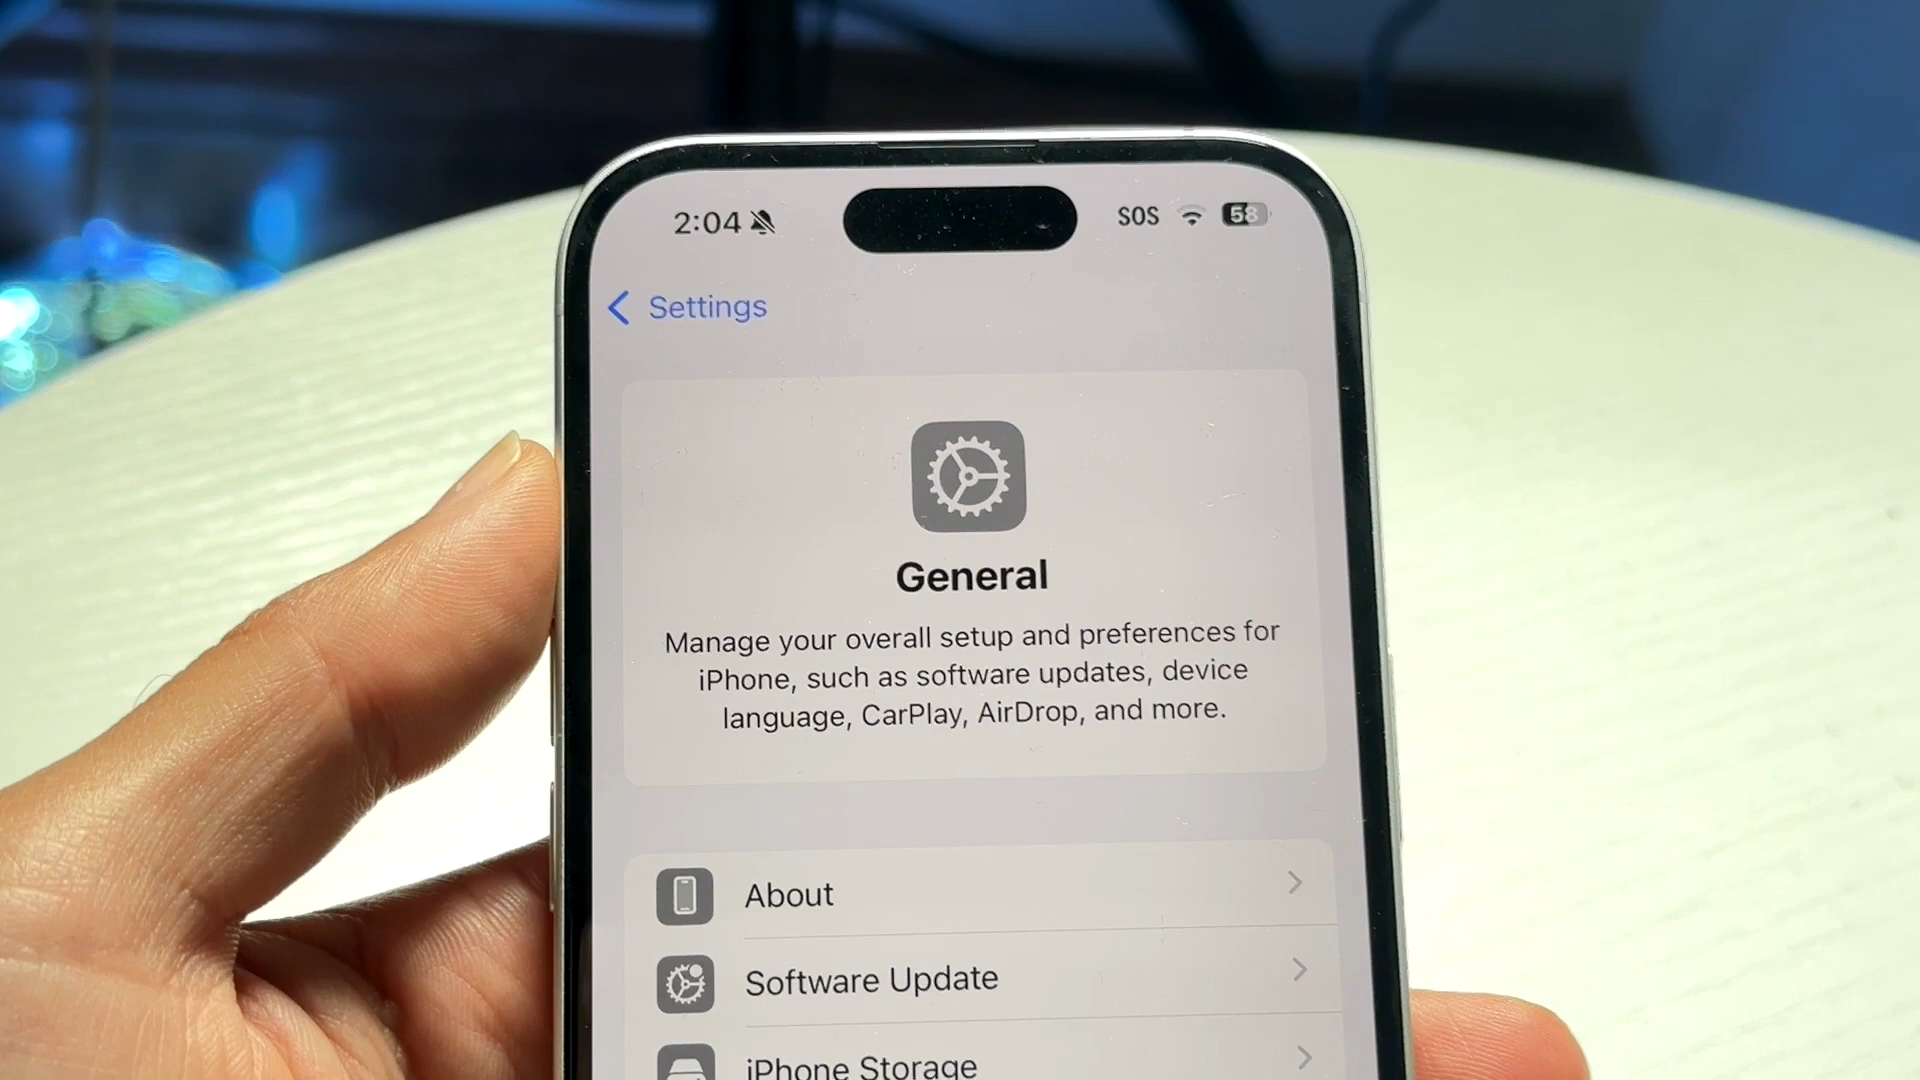 2:04 SOS 58
Settings
General
Manage your overall setup and preferences for
iPhone, such as software updates, device
language, CarPlay, AirDrop, and more.
About
Software Update
iPhone Storage